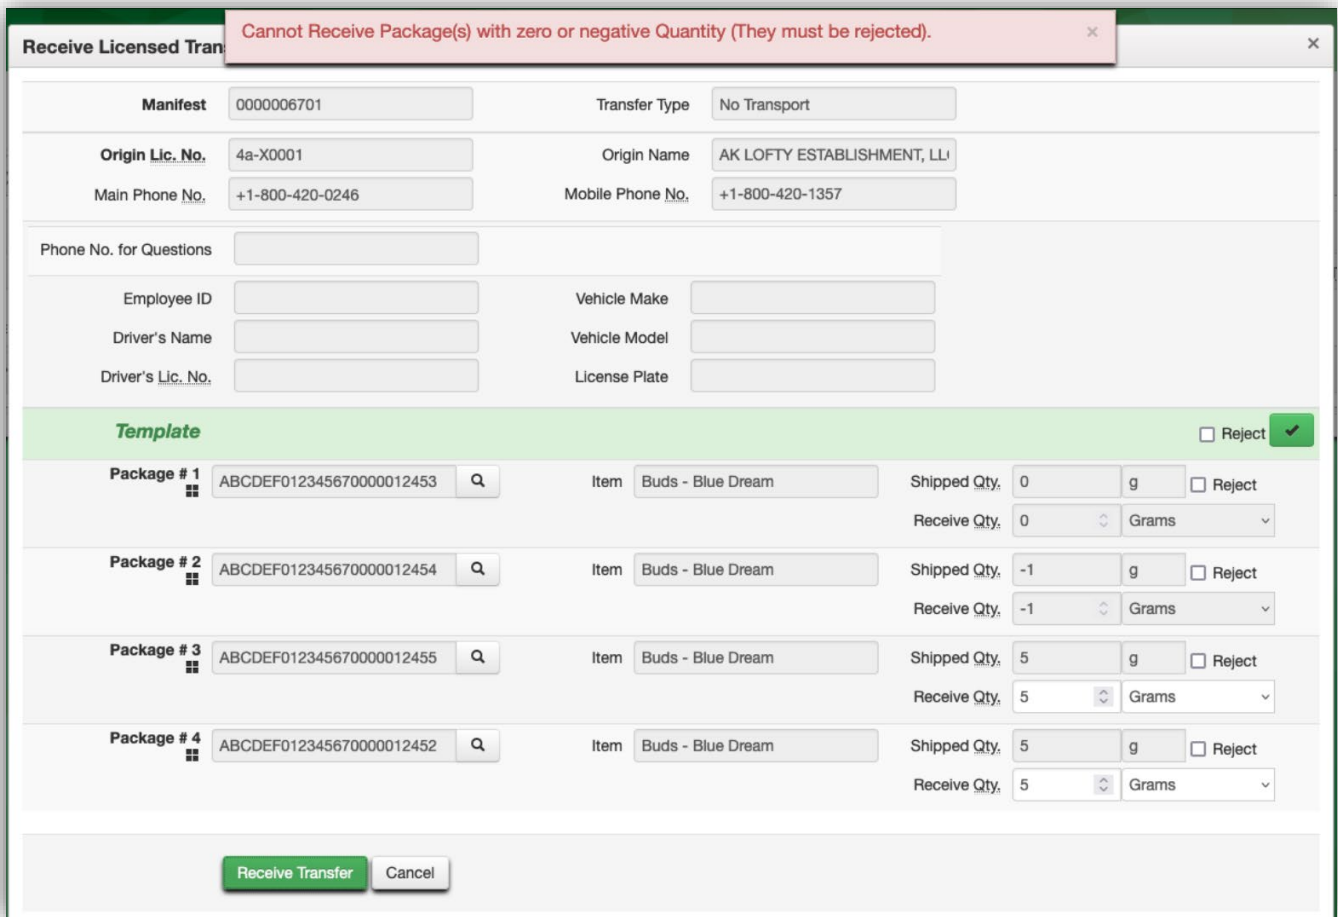 Cannot Receive Package(s) with zero or negative Quantity (They must be rejected). ×
Receive Licensed Tran ×
Manifest 0000006701 Transfer Type No Transport
Origin Lic. No. 4a-X0001 Origin Name AK LOFTY ESTABLISHMENT, LL
Main Phone No. +1-800-420-0246 Mobile Phone No. +1-800-420-1357
Phone No. for Questions
Employee ID Vehicle Make
Driver's Name Vehicle Model
Driver's Lic. No. License Plate
Template Reject
Package # 1 ABCDEF012345670000012453 Item Buds - Blue Dream Shipped Qty. 0 g Reject
Receive Qty. 0 Grams
Package # 2 ABCDEF012345670000012454 Item Buds - Blue Dream Shipped Qty. -1 g Reject
Receive Qty. -1 Grams
Package # 3 ABCDEF012345670000012455 Item Buds - Blue Dream Shipped Qty. 5 g Reject
Receive Qty. 5 Grams
Package # 4 ABCDEF012345670000012452 Item Buds - Blue Dream Shipped Qty. 5 g Reject
Receive Qty. 5 Grams
Receive Transfer Cancel